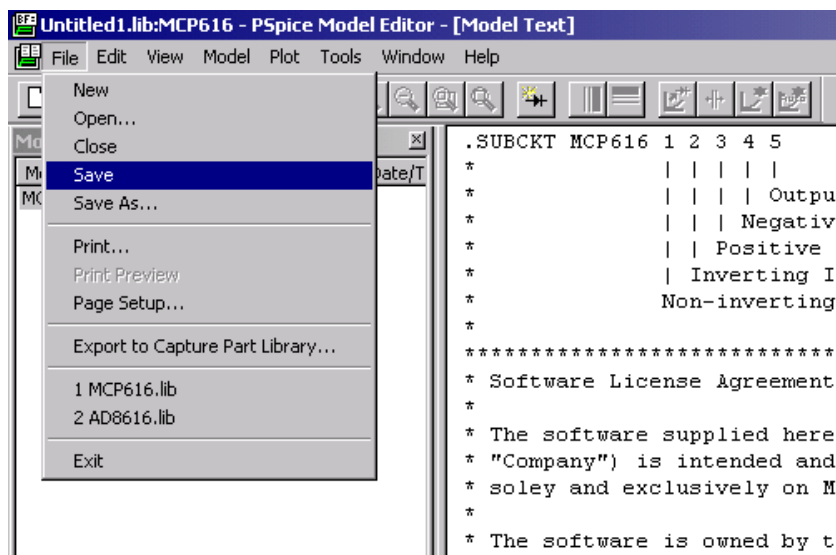 Untitled1.lib:MCP616 - PSpice Model Editor - [Model Text]
File Edit View Model Plot Tools Window Help
New
Open...
Close
Save
Save As...
Print...
Print Preview
Page Setup...
Export to Capture Part Library...
1 MCP616.lib
2 AD8616.lib
Exit
Mo
M
Date/T
MC
.SUBCKT MCP616 1 2 3 4 5
* | | | | |
* | | | | Outpu
* | | | Negativ
* | | Positive
* | Inverting I
* Non-inverting
*
****************************
* Software License Agreement
*
* The software supplied here
* "Company") is intended and
* soley and exclusively on M
*
* The software is owned by t